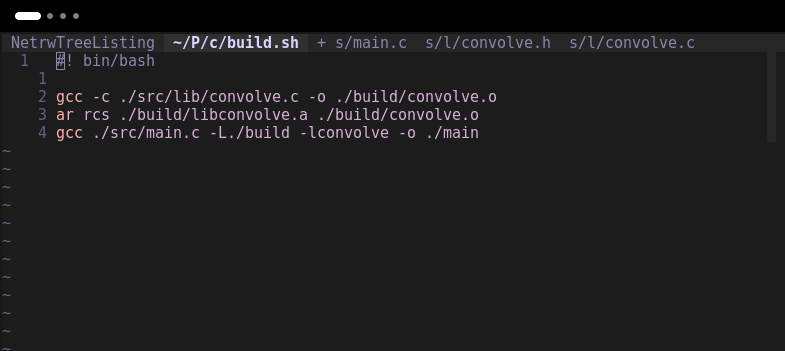 NetrwTreeListing ~/P/c/build.sh + s/main.c s/l/convolve.h s/l/convolve.c
1 #! bin/bash
1
2 gcc -c ./src/lib/convolve.c -o ./build/convolve.o
3 ar rcs ./build/libconvolve.a ./build/convolve.o
4 gcc ./src/main.c -L./build -lconvolve -o ./main
~
~
~
~
~
~
~
~
~
~
~
~